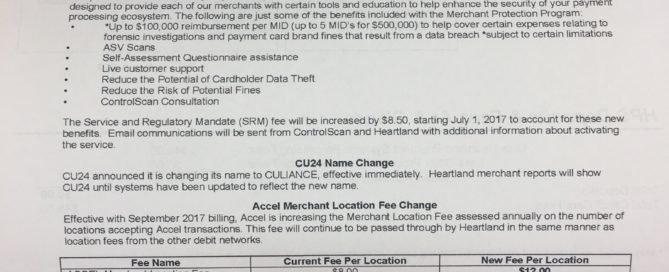 designed to provide each of our merchants with certain tools and education to help enhance the security of your payment
processing ecosystem. The following are just some of the benefits included with the Merchant Protection Program:
• *Up to $100,000 reimbursement per MID (up to 5 MID's for $500,000) to help cover certain expenses relating to
forensic investigations and payment card brand fines that result from a data breach *subject to certain limitations
• ASV Scans
• Self-Assessment Questionnaire assistance
• Live customer support
• Reduce the Potential of Cardholder Data Theft
• Reduce the Risk of Potential Fines
• ControlScan Consultation
The Service and Regulatory Mandate (SRM) fee will be increased by $8.50, starting July 1, 2017 to account for these new
benefits. Email communications will be sent from ControlScan and Heartland with additional information about activating
the service.
CU24 Name Change
CU24 announced it is changing its name to CULIANCE, effective immediately. Heartland merchant reports will show
CU24 until systems have been updated to reflect the new name.
Accel Merchant Location Fee Change
Effective with September 2017 billing, Accel is increasing the Merchant Location Fee assessed annually on the number of
locations accepting Accel transactions. This fee will continue to be passed through by Heartland in the same manner as
location fees from the other debit networks.
Fee Name Current Fee Per Location New Fee Per Location
ACCEL Merchant Location Fee $9.00 $12.00